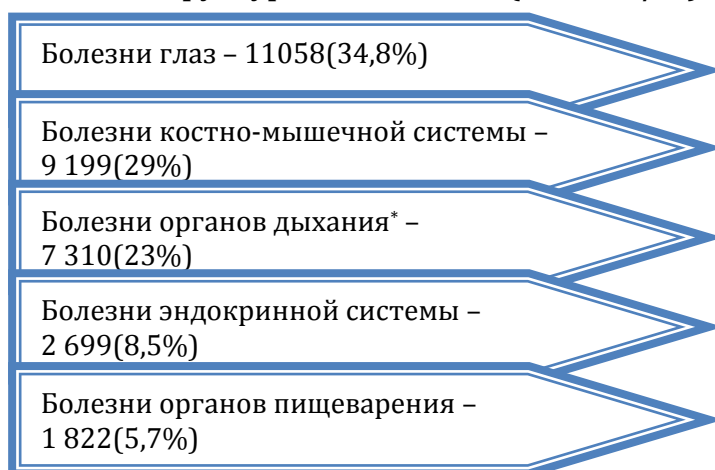 Болезни глаз – 11058(34,8%)
Болезни костно-мышечной системы –
9 199(29%)
Болезни органов дыхания* –
7 310(23%)
Болезни эндокринной системы –
2 699(8,5%)
Болезни органов пищеварения –
1 822(5,7%)